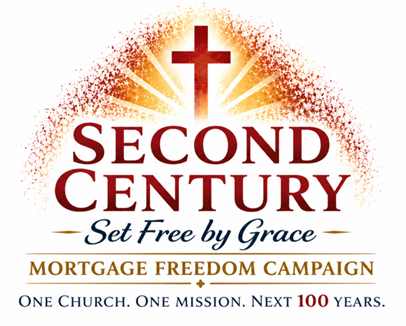 SECOND
CENTURY
Set Free by Grace
MORTGAGE FREEDOM CAMPAIGN
ONE CHURCH. ONE MISSION. NEXT 100 YEARS.